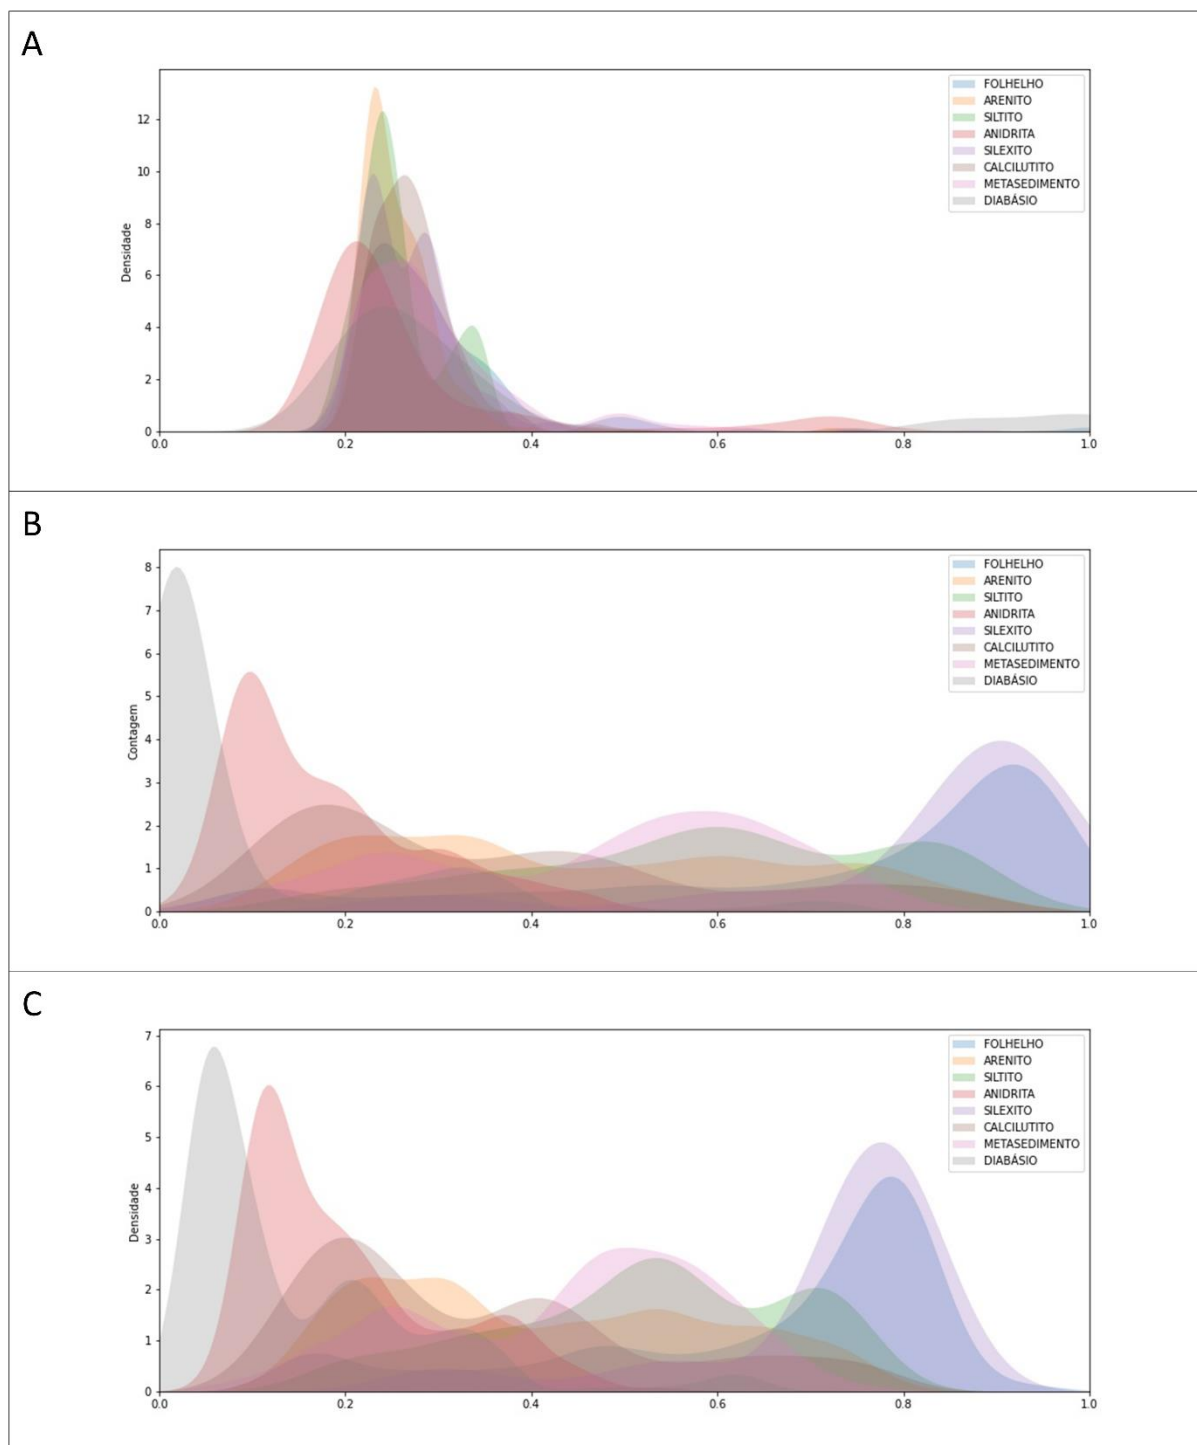 A
Densidade
12
10
8
6
4
2
0
0.0 0.2 0.4 0.6 0.8 1.0
FOLHELHO
ARENITO
SILTITO
ANIDRITA
SILEXITO
CALCILUTITO
METASEDIMENTO
DIABÁSIO
B
Contagem
8
7
6
5
4
3
2
1
0
0.0 0.2 0.4 0.6 0.8 1.0
FOLHELHO
ARENITO
SILTITO
ANIDRITA
SILEXITO
CALCILUTITO
METASEDIMENTO
DIABÁSIO
C
Densidade
7
6
5
4
3
2
1
0
0.0 0.2 0.4 0.6 0.8 1.0
FOLHELHO
ARENITO
SILTITO
ANIDRITA
SILEXITO
CALCILUTITO
METASEDIMENTO
DIABÁSIO